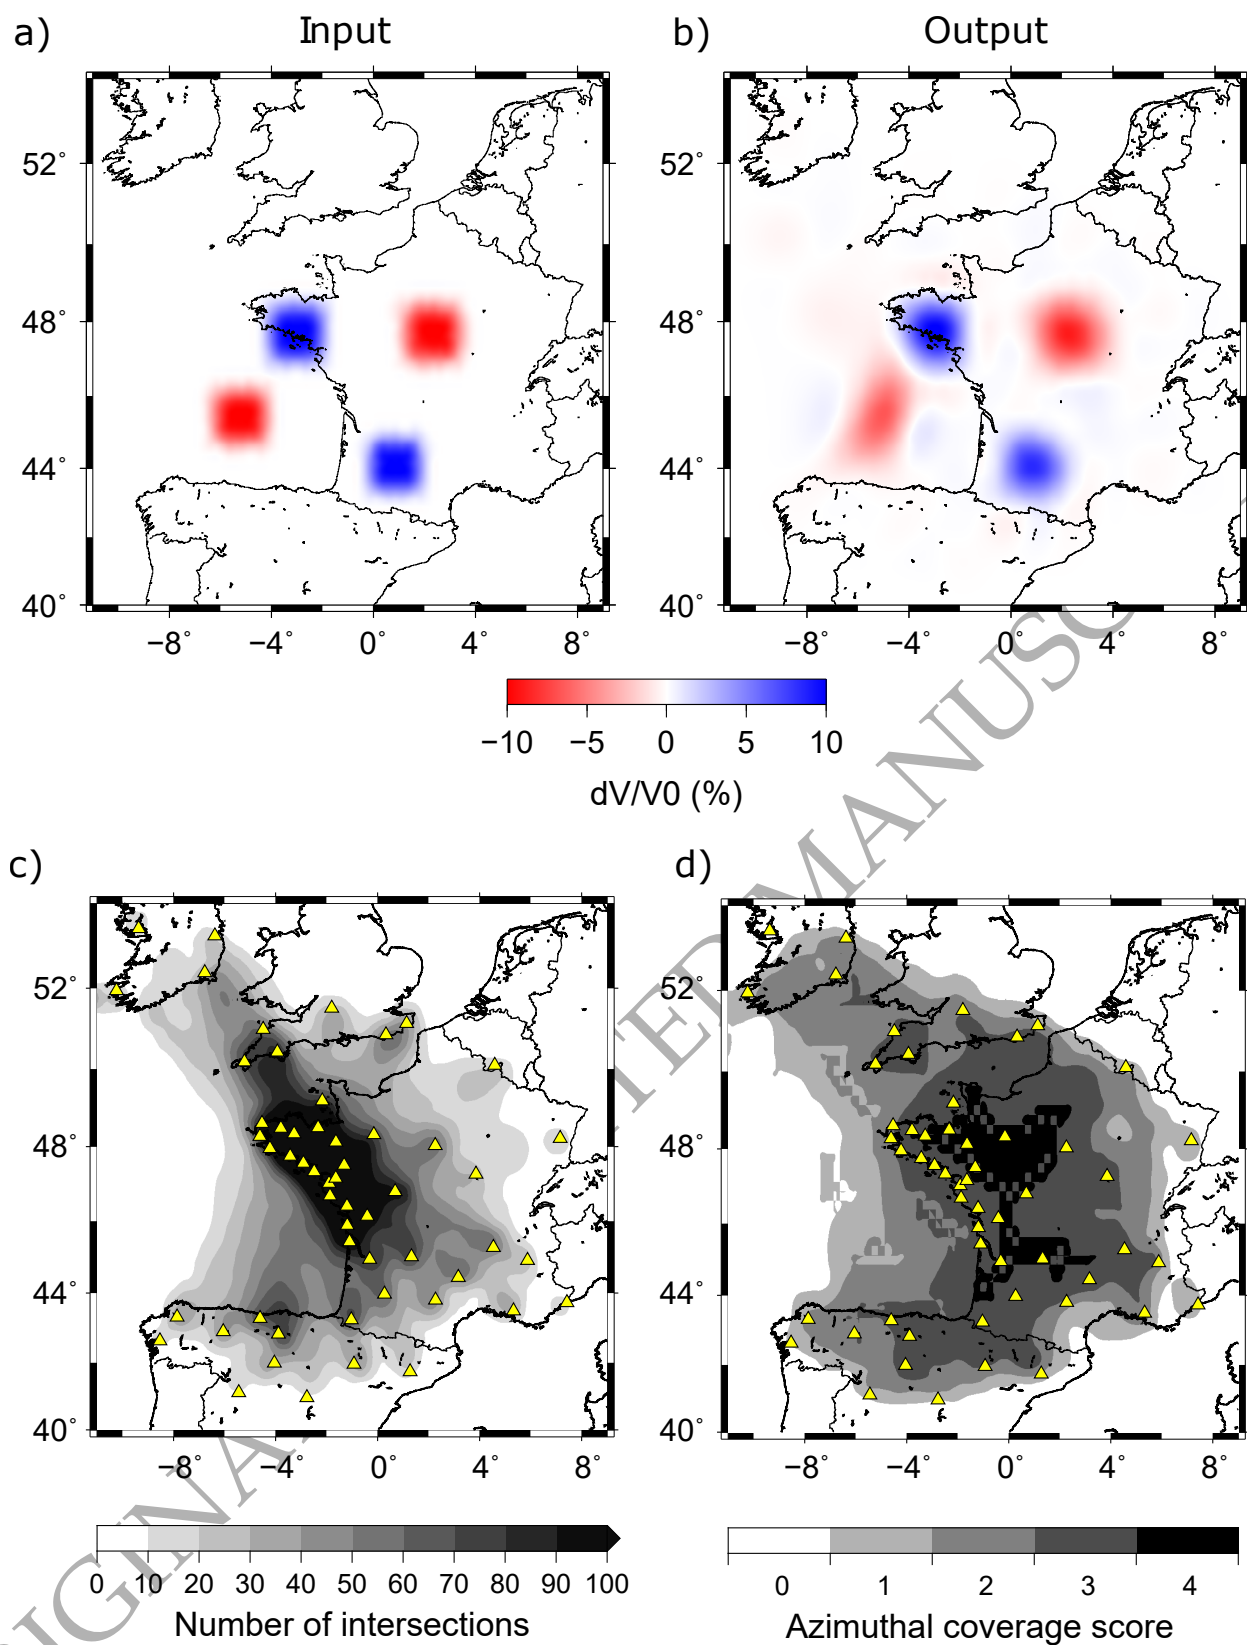 a) Input b) Output
52° 48° 44° 40°
52° 48° 44° 40°
−8° −4° 0° 4° 8°
−8° −4° 0° 4° 8°
−10 −5 0 5 10
dV/V0 (%)
c) d)
52° 48° 44° 40°
52° 48° 44° 40°
−8° −4° 0° 4° 8°
−8° −4° 0° 4° 8°
0 10 20 30 40 50 60 70 80 90 100
Number of intersections
0 1 2 3 4
Azimuthal coverage score